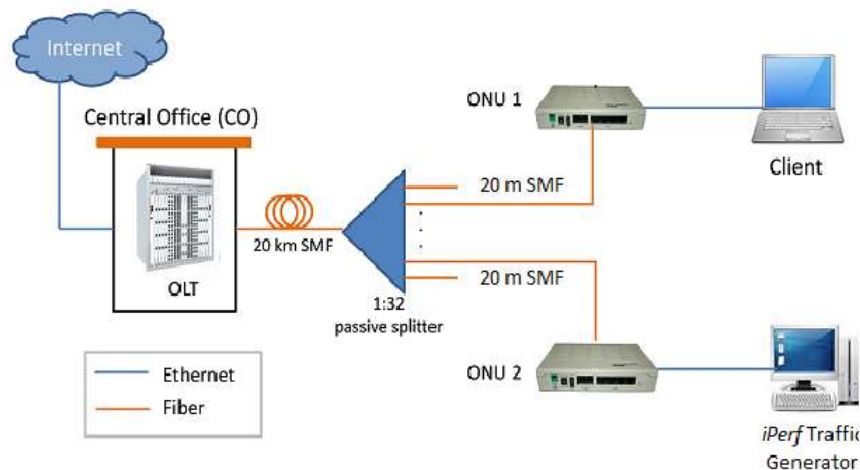 Internet
Central Office (CO)
OLT
20 km SMF
1:32
passive splitter
20 m SMF
20 m SMF
ONU 1
Client
ONU 2
iPerf Traffic
Generator
Ethernet
Fiber